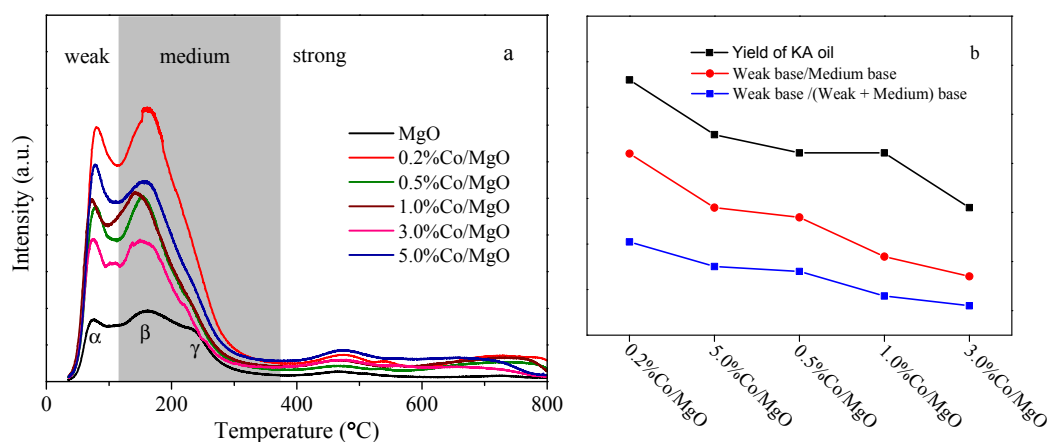 weak medium strong a
MgO
0.2%Co/MgO
0.5%Co/MgO
1.0%Co/MgO
3.0%Co/MgO
5.0%Co/MgO
α β γ
Intensity (a.u.)
0 200 400 600 800
Temperature (°C)
b
Yield of KA oil
Weak base/Medium base
Weak base /(Weak + Medium) base
0.2%Co/MgO
5.0%Co/MgO
0.5%Co/MgO
1.0%Co/MgO
3.0%Co/MgO